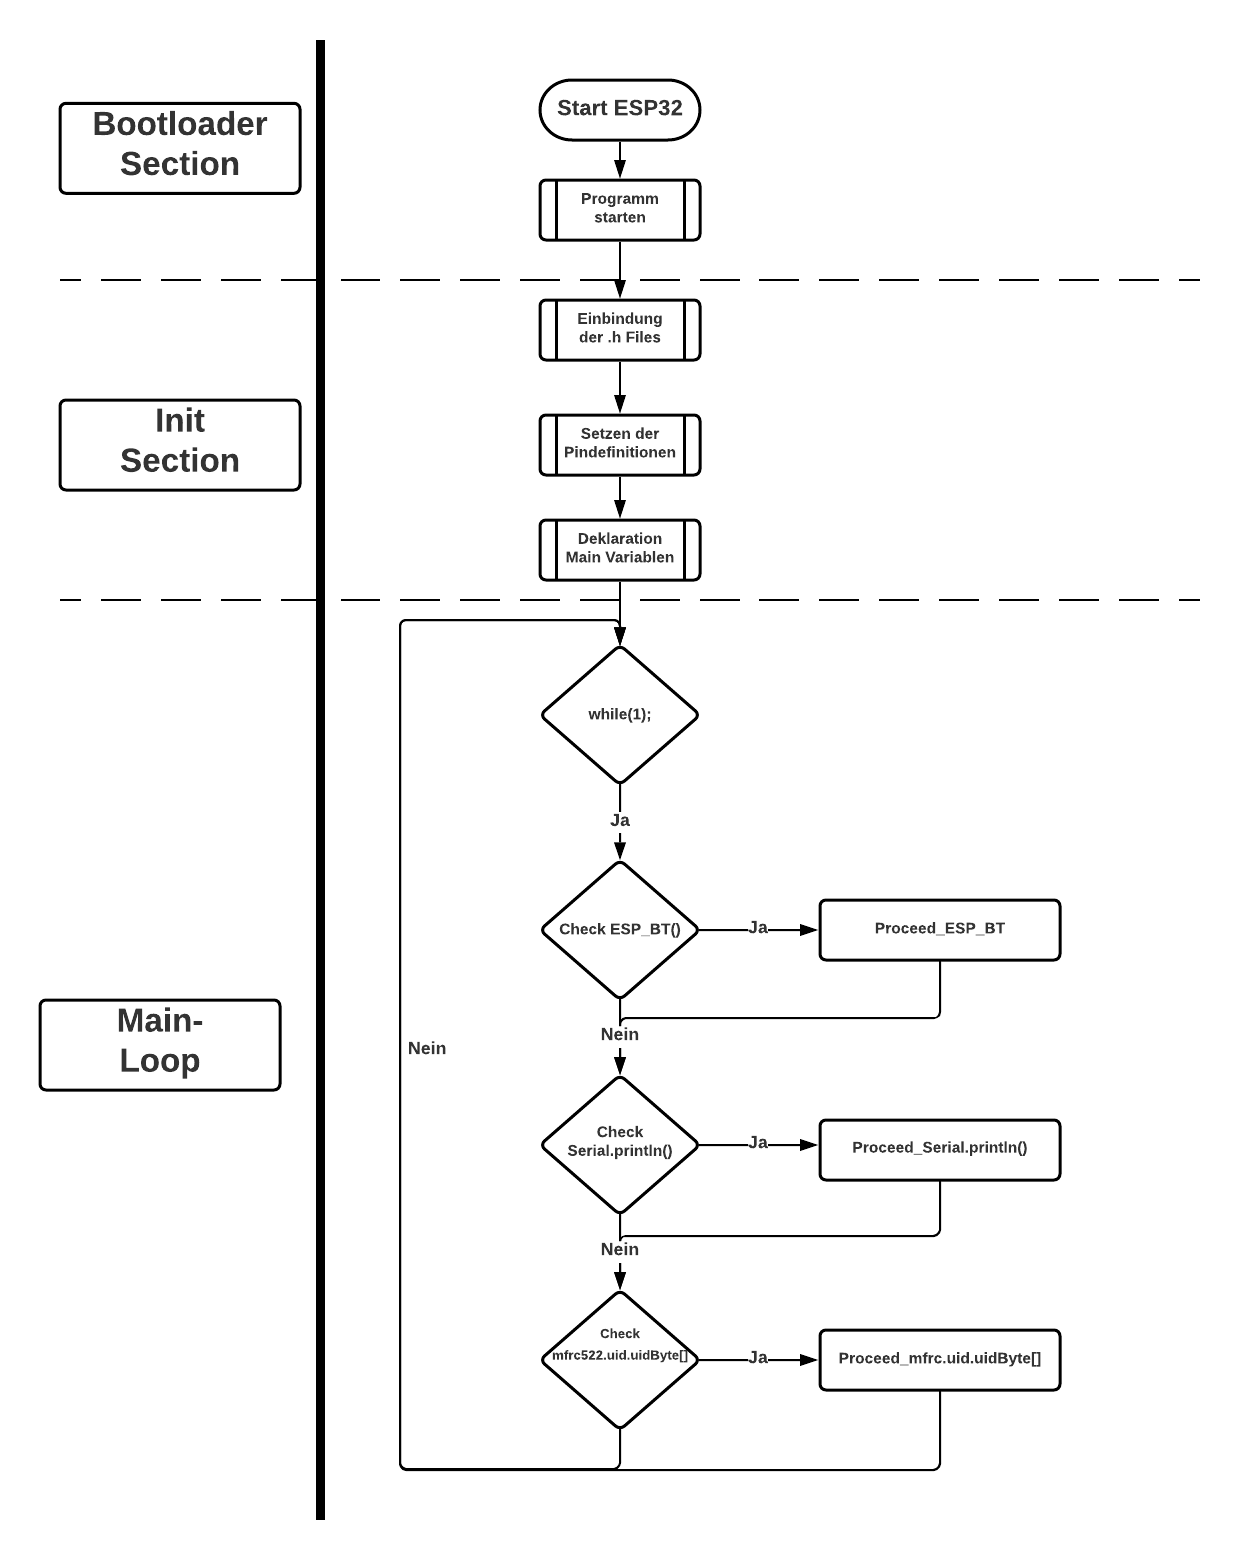 Bootloader
Section
Start ESP32
Programm
starten
Init
Section
Einbindung
der .h Files
Setzen der
Pindefinitionen
Deklaration
Main Variablen
Main-
Loop
while(1);
Ja
Check ESP_BT()
Ja
Proceed_ESP_BT
Nein
Nein
Check
Serial.println()
Ja
Proceed_Serial.println()
Nein
Check
mfrc522.uid.uidByte[]
Ja
Proceed_mfrc.uid.uidByte[]